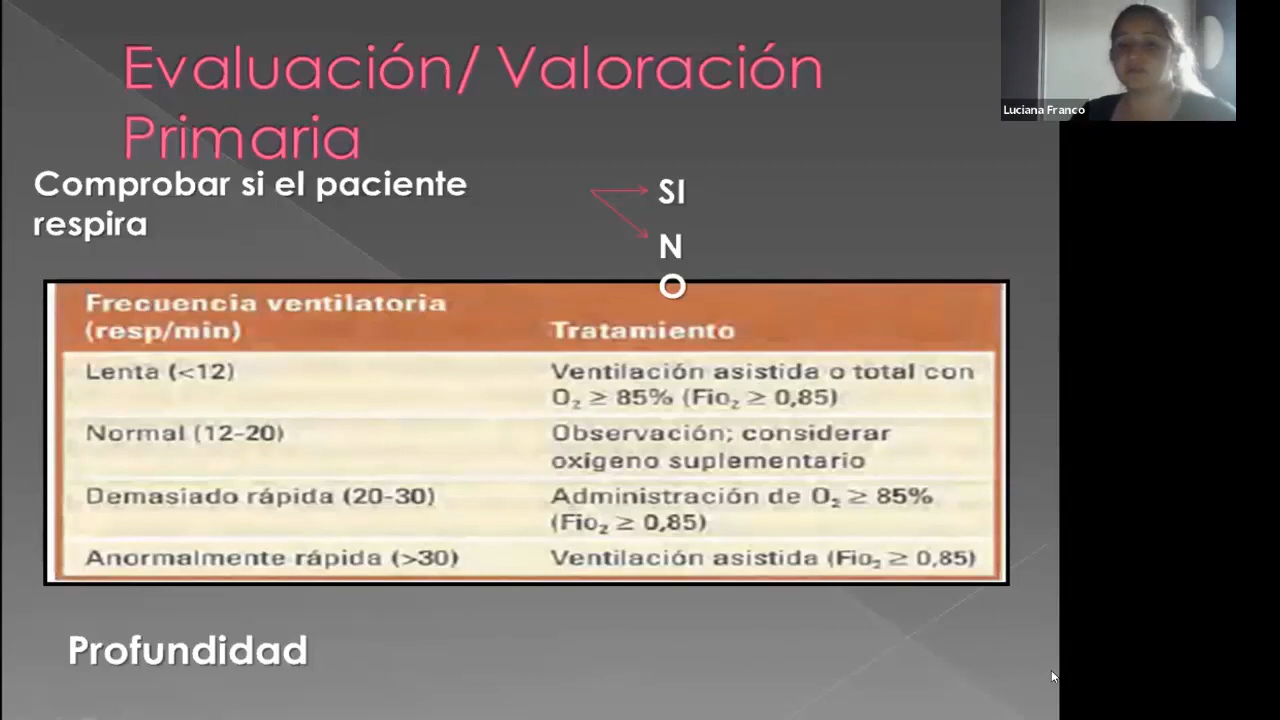 Evaluación/ Valoración
Primaria
Luciana Franco
Comprobar si el paciente
respira
SI
N
O
Frecuencia ventilatoria
(resp/min)
Tratamiento
Lenta (<12)
Ventilación asistida o total con
O₂ ≥ 85% (Fio₂ ≥ 0,85)
Normal (12-20)
Observación; considerar
oxígeno suplementario
Demasiado rápida (20-30)
Administración de O₂ ≥ 85%
(Fio₂ ≥ 0,85)
Anormalmente rápida (>30)
Ventilación asistida (Fio₂ ≥ 0,85)
Profundidad